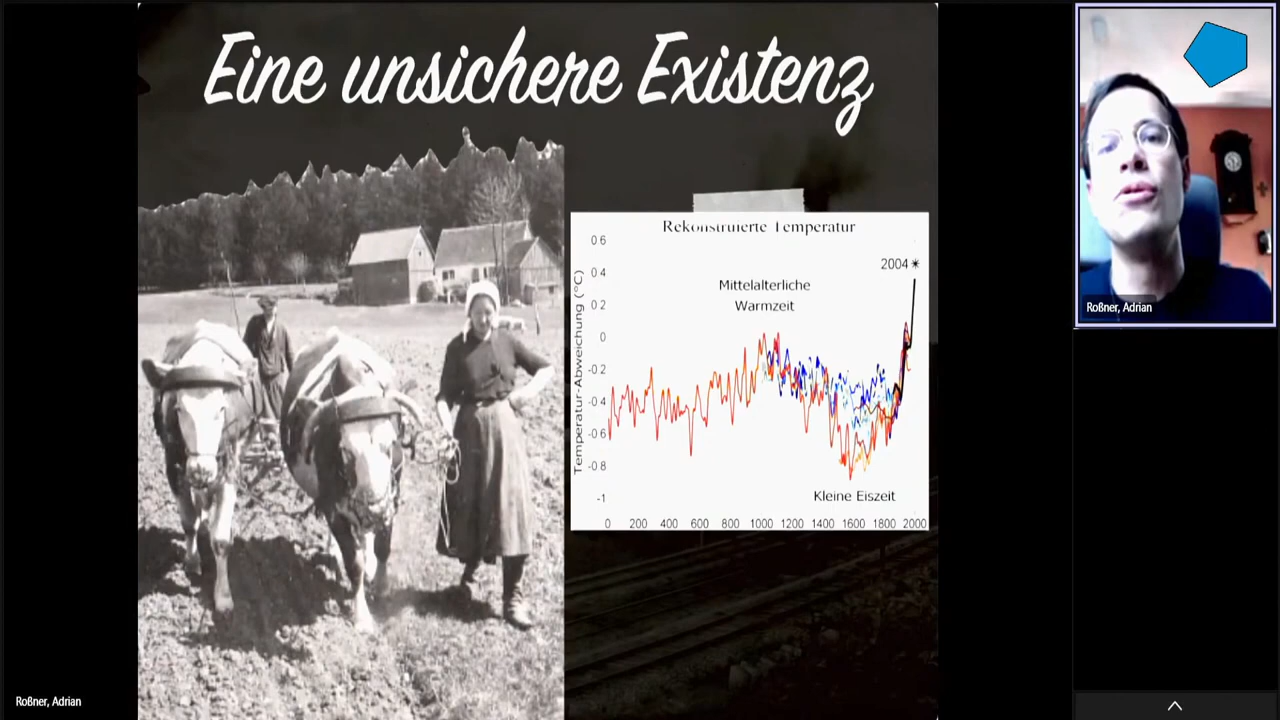 Eine unsichere Existenz
Rekonstruierte Temperatur
0.6
0.4
0.2
0
-0.2
-0.4
-0.6
-0.8
-1
Temperatur-Abweichung (°C)
2004*
Mittelalterliche
Warmzeit
Kleine Eiszeit
0 200 400 600 800 1000 1200 1400 1600 1800 2000
Roßner, Adrian
Roßner, Adrian